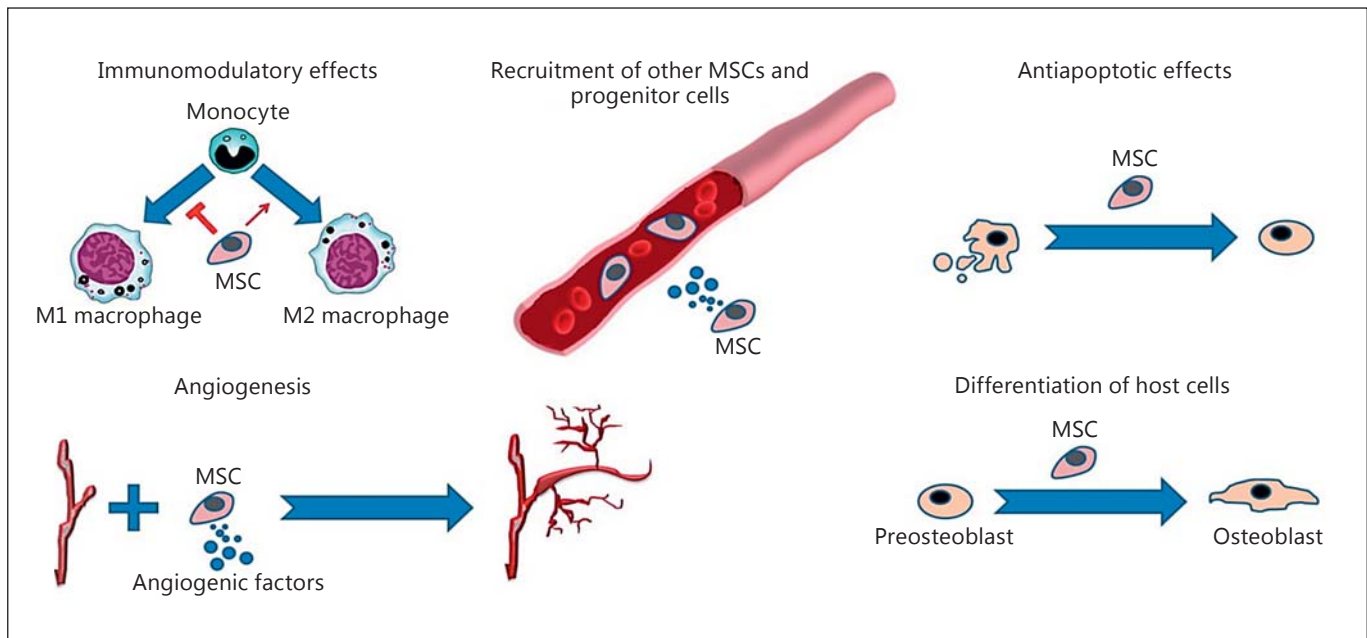 Immunomodulatory effects
Monocyte
MSC
M1 macrophage
M2 macrophage
Recruitment of other MSCs and
progenitor cells
MSC
Antiapoptotic effects
MSC
Angiogenesis
MSC
Angiogenic factors
Differentiation of host cells
MSC
Preosteoblast
Osteoblast